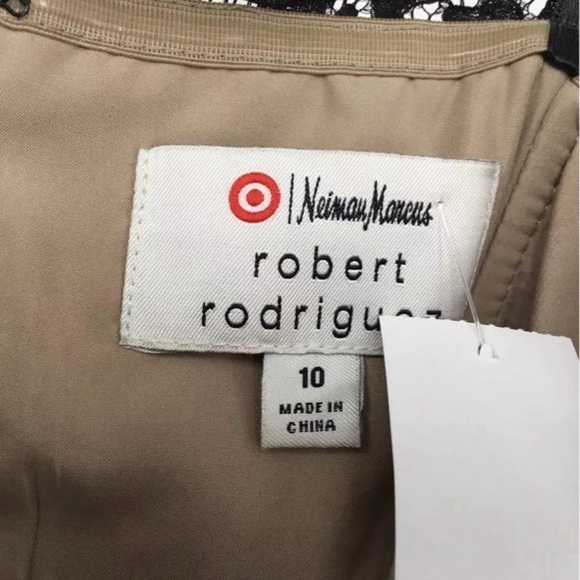 Neiman Marcus
robert
rodriguez
10
MADE IN
CHINA